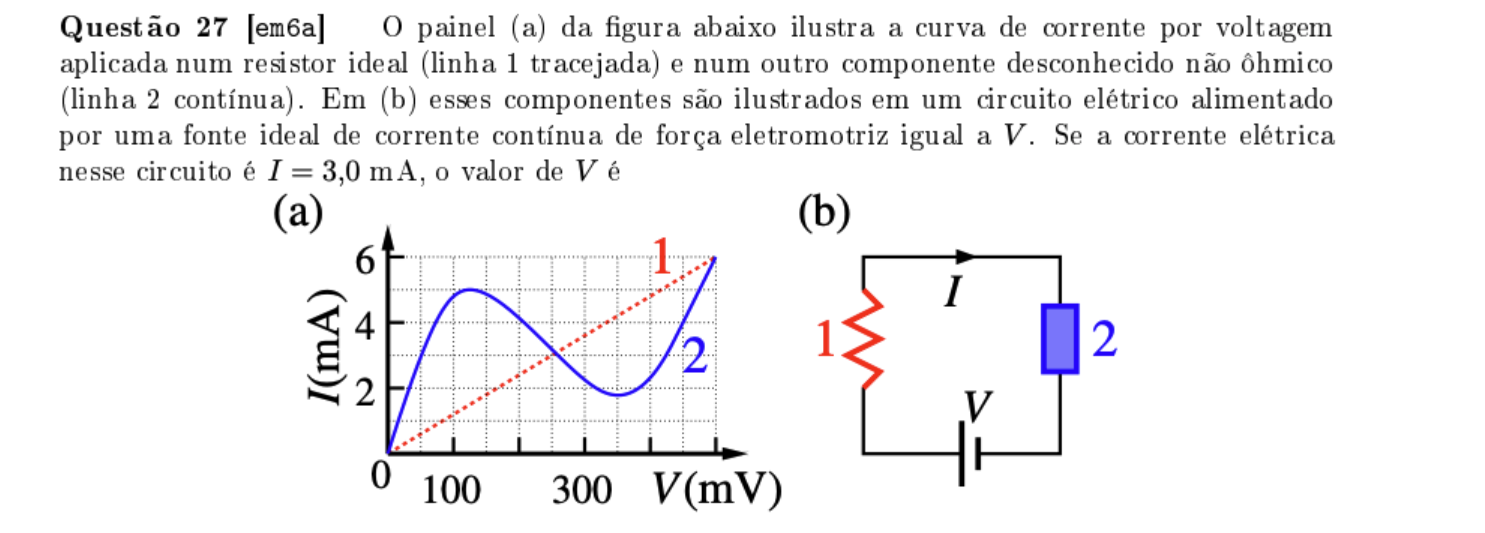 Questão 27 [em6a] O painel (a) da figura abaixo ilustra a curva de corrente por voltagem
aplicada num resistor ideal (linha 1 tracejada) e num outro componente desconhecido não ôhmico
(linha 2 contínua). Em (b) esses componentes são ilustrados em um circuito elétrico alimentado
por uma fonte ideal de corrente contínua de força eletromotriz igual a V. Se a corrente elétrica
nesse circuito é I = 3,0 mA, o valor de V é
(a)
6
4
2
0
I(mA)
100
300
V(mV)
1
2
(b)
I
1
2
V